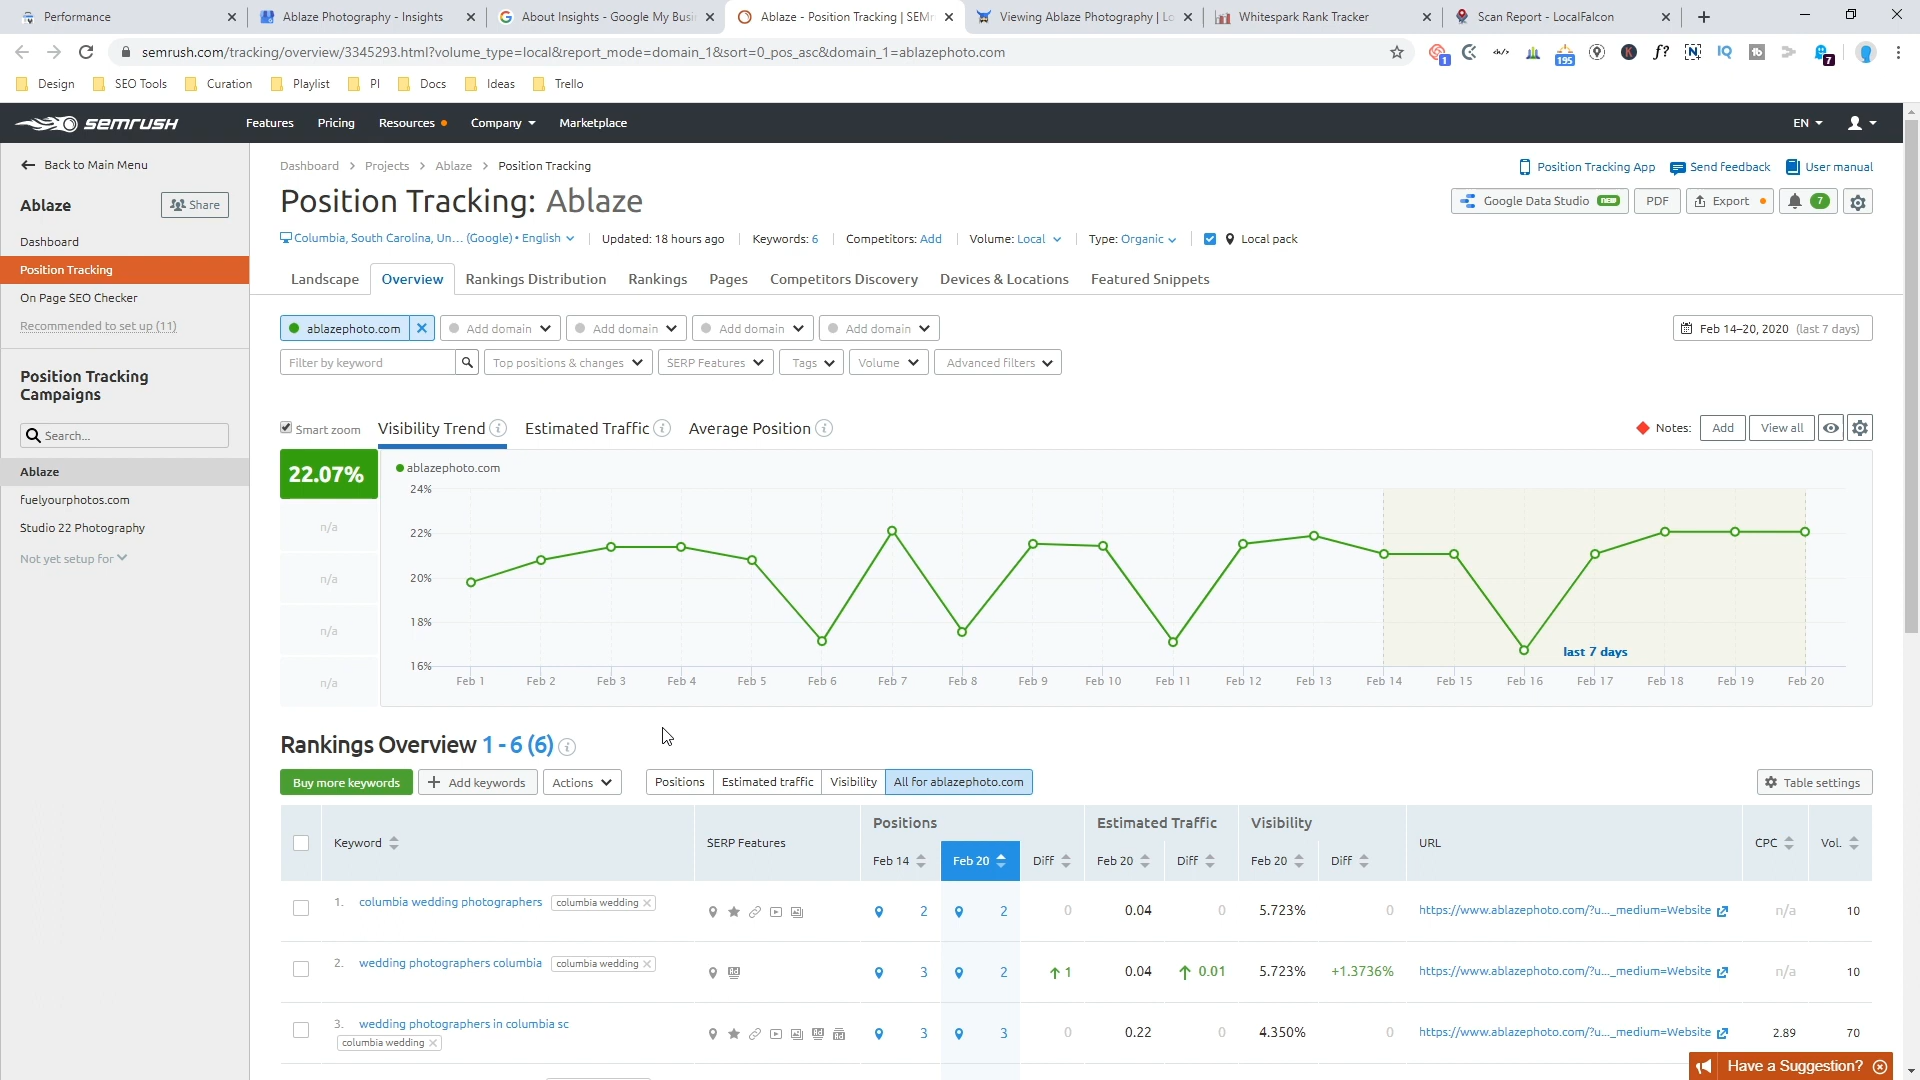 Performance
Ablaze Photography - Insights
About Insights - Google My Busi
Ablaze - Position Tracking | SEMr
Viewing Ablaze Photography | Lo
Whitespark Rank Tracker
Scan Report - LocalFalcon
semrush.com/tracking/overview/3345293.html?volume_type=local&report_mode=domain_1&sort=0_pos_asc&domain_1=ablazephoto.com
1
195
f?
IQ
tb
7
Design
SEO Tools
Curation
Playlist
PI
Docs
Ideas
Trello
SEMRUSH
Features
Pricing
Resources
Company
Marketplace
EN
Back to Main Menu
Ablaze
Share
Dashboard
Position Tracking
On Page SEO Checker
Recommended to set up (11)
Position Tracking
Campaigns
Search...
Ablaze
fuelyourphotos.com
Studio 22 Photography
Not yet setup for
Dashboard > Projects > Ablaze > Position Tracking
Position Tracking App
Send feedback
User manual
Position Tracking: Ablaze
Google Data Studio NEW
PDF
Export
7
Columbia, South Carolina, Un... (Google) • English
Updated: 18 hours ago
Keywords: 6
Competitors: Add
Volume: Local
Type: Organic
Local pack
Landscape
Overview
Rankings Distribution
Rankings
Pages
Competitors Discovery
Devices & Locations
Featured Snippets
ablazephoto.com
Add domain
Add domain
Add domain
Add domain
Feb 14–20, 2020 (last 7 days)
Filter by keyword
Top positions & changes
SERP Features
Tags
Volume
Advanced filters
Smart zoom
Visibility Trend
Estimated Traffic
Average Position
Notes:
Add
View all
22.07%
n/a
n/a
n/a
n/a
ablazephoto.com
24%
22%
20%
18%
16%
last 7 days
Feb 1 Feb 2 Feb 3 Feb 4 Feb 5 Feb 6 Feb 7 Feb 8 Feb 9 Feb 10 Feb 11 Feb 12 Feb 13 Feb 14 Feb 15 Feb 16 Feb 17 Feb 18 Feb 19 Feb 20
Rankings Overview 1 - 6 (6)
Buy more keywords
Add keywords
Actions
Positions
Estimated traffic
Visibility
All for ablazephoto.com
Table settings
Keyword
SERP Features
Positions
Estimated Traffic
Visibility
URL
CPC
Vol.
Feb 14
Feb 20
Diff
Feb 20
Diff
Feb 20
Diff
1. columbia wedding photographers columbia wedding 2 2 0 0.04 0 5.723% 0 https://www.ablazephoto.com/?u..._medium=Website n/a 10
2. wedding photographers columbia columbia wedding 3 2 1 0.04 0.01 5.723% +1.3736% https://www.ablazephoto.com/?u..._medium=Website n/a 10
3. wedding photographers in columbia sc 3 3 0 0.22 0 4.350% 0 https://www.ablazephoto.com/?u..._medium=Website 2.89 70
columbia wedding
Have a Suggestion?